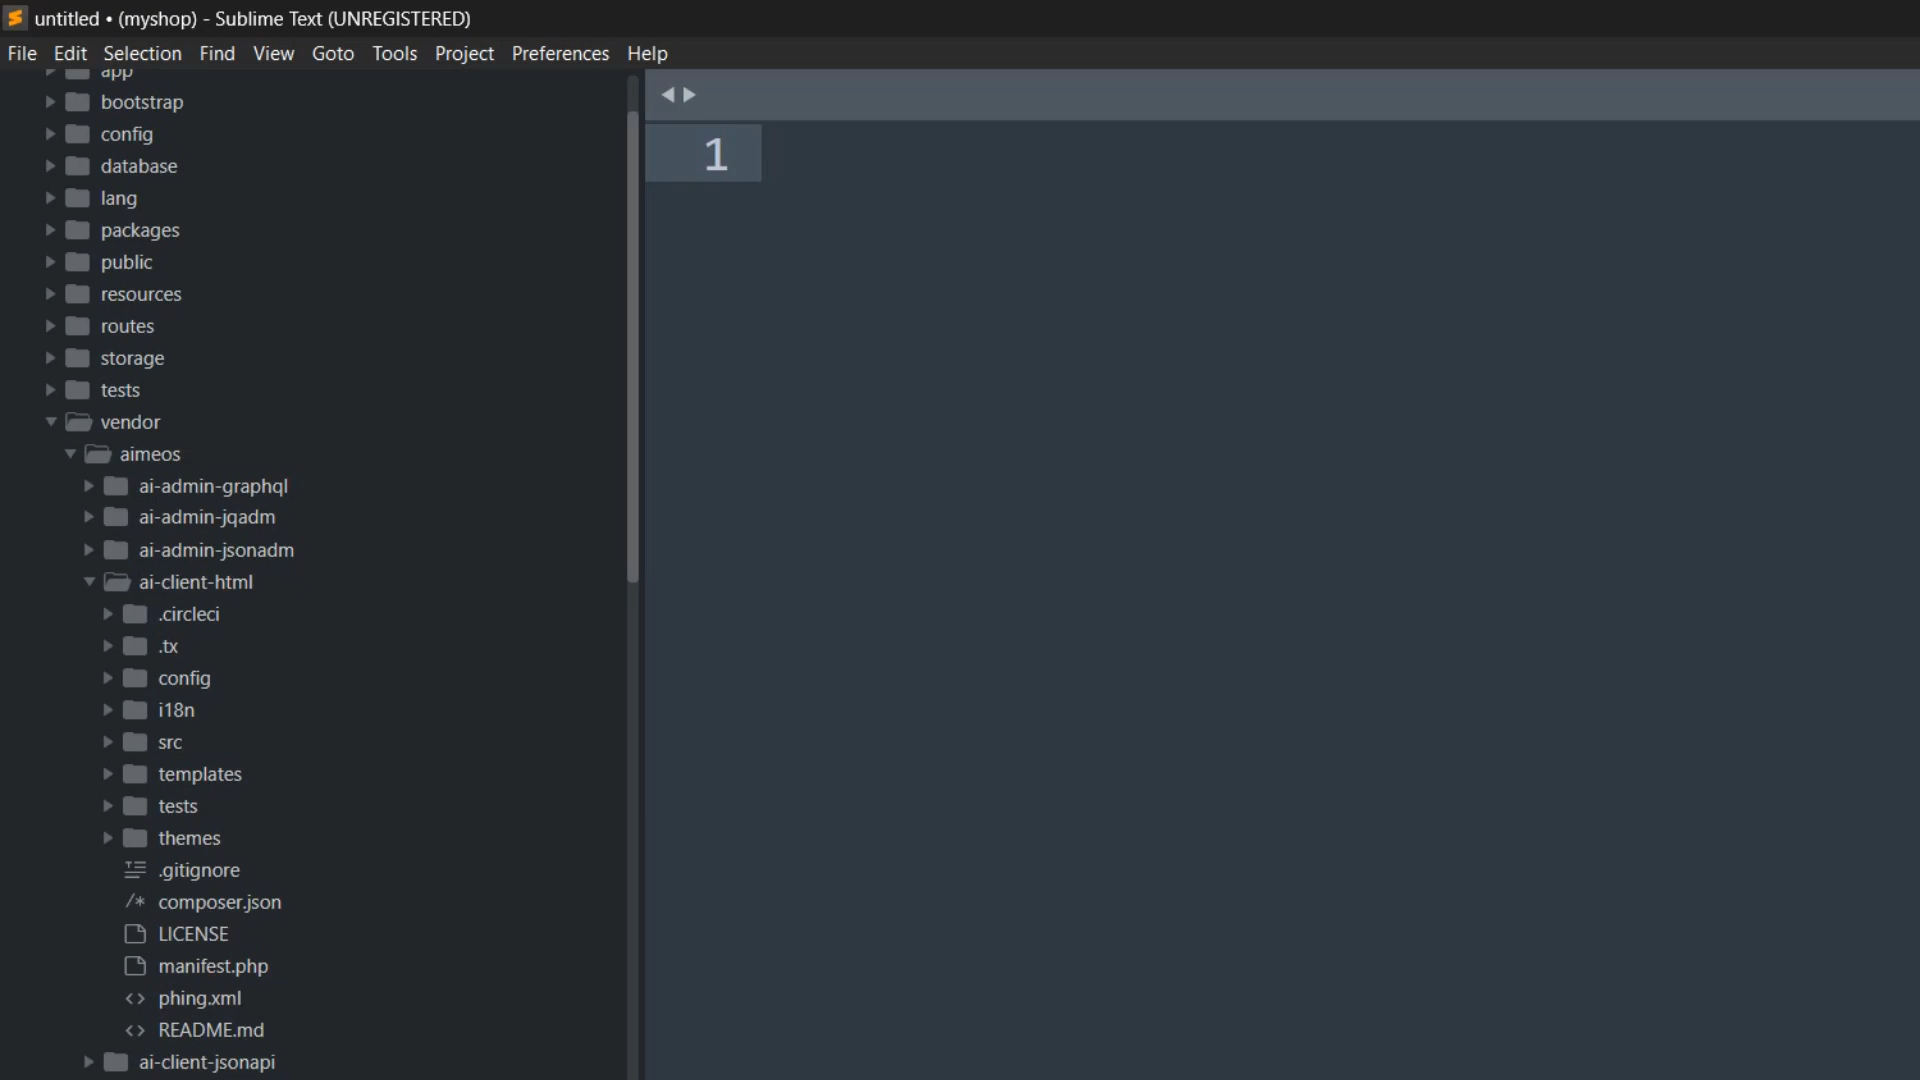 untitled • (myshop) - Sublime Text (UNREGISTERED)
File Edit Selection Find View Goto Tools Project Preferences Help
app
bootstrap
config
database
lang
packages
public
resources
routes
storage
tests
vendor
aimeos
ai-admin-graphql
ai-admin-jqadm
ai-admin-jsonadm
ai-client-html
.circleci
.tx
config
i18n
src
templates
tests
themes
.gitignore
composer.json
LICENSE
manifest.php
phing.xml
README.md
ai-client-jsonapi
1